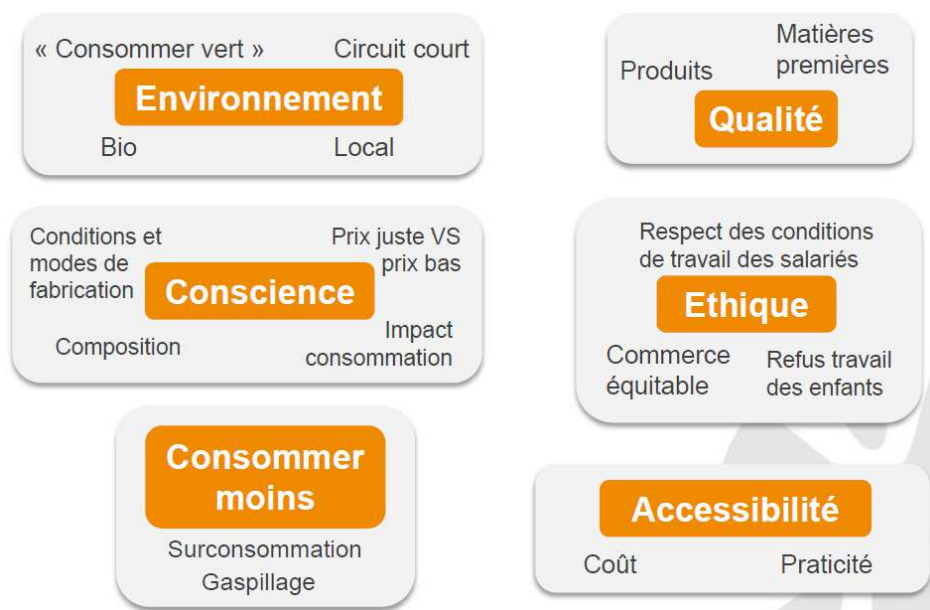 « Consommer vert » Circuit court
Environnement
Bio Local
Matières
premières
Produits
Qualité
Conditions et
modes de
fabrication
Prix juste VS
prix bas
Conscience
Composition
Impact
consommation
Respect des conditions
de travail des salariés
Ethique
Commerce
équitable
Refus travail
des enfants
Consommer
moins
Surconsommation
Gaspillage
Accessibilité
Coût Praticité